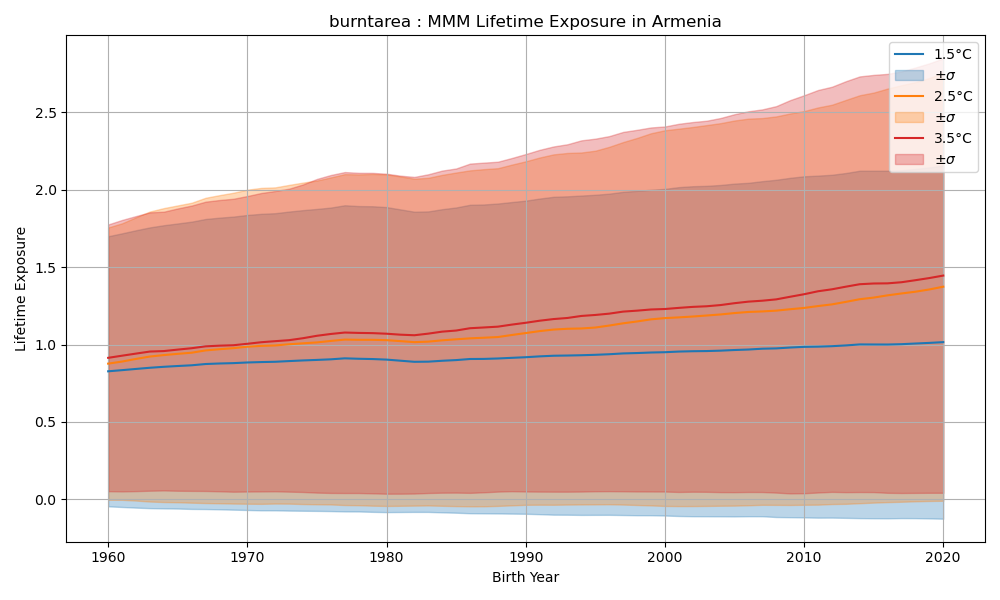 burntarea : MMM Lifetime Exposure in Armenia
1.5°C
±σ
2.5°C
±σ
3.5°C
±σ
2.5
2.0
1.5
1.0
0.5
0.0
Lifetime Exposure
1960 1970 1980 1990 2000 2010 2020
Birth Year